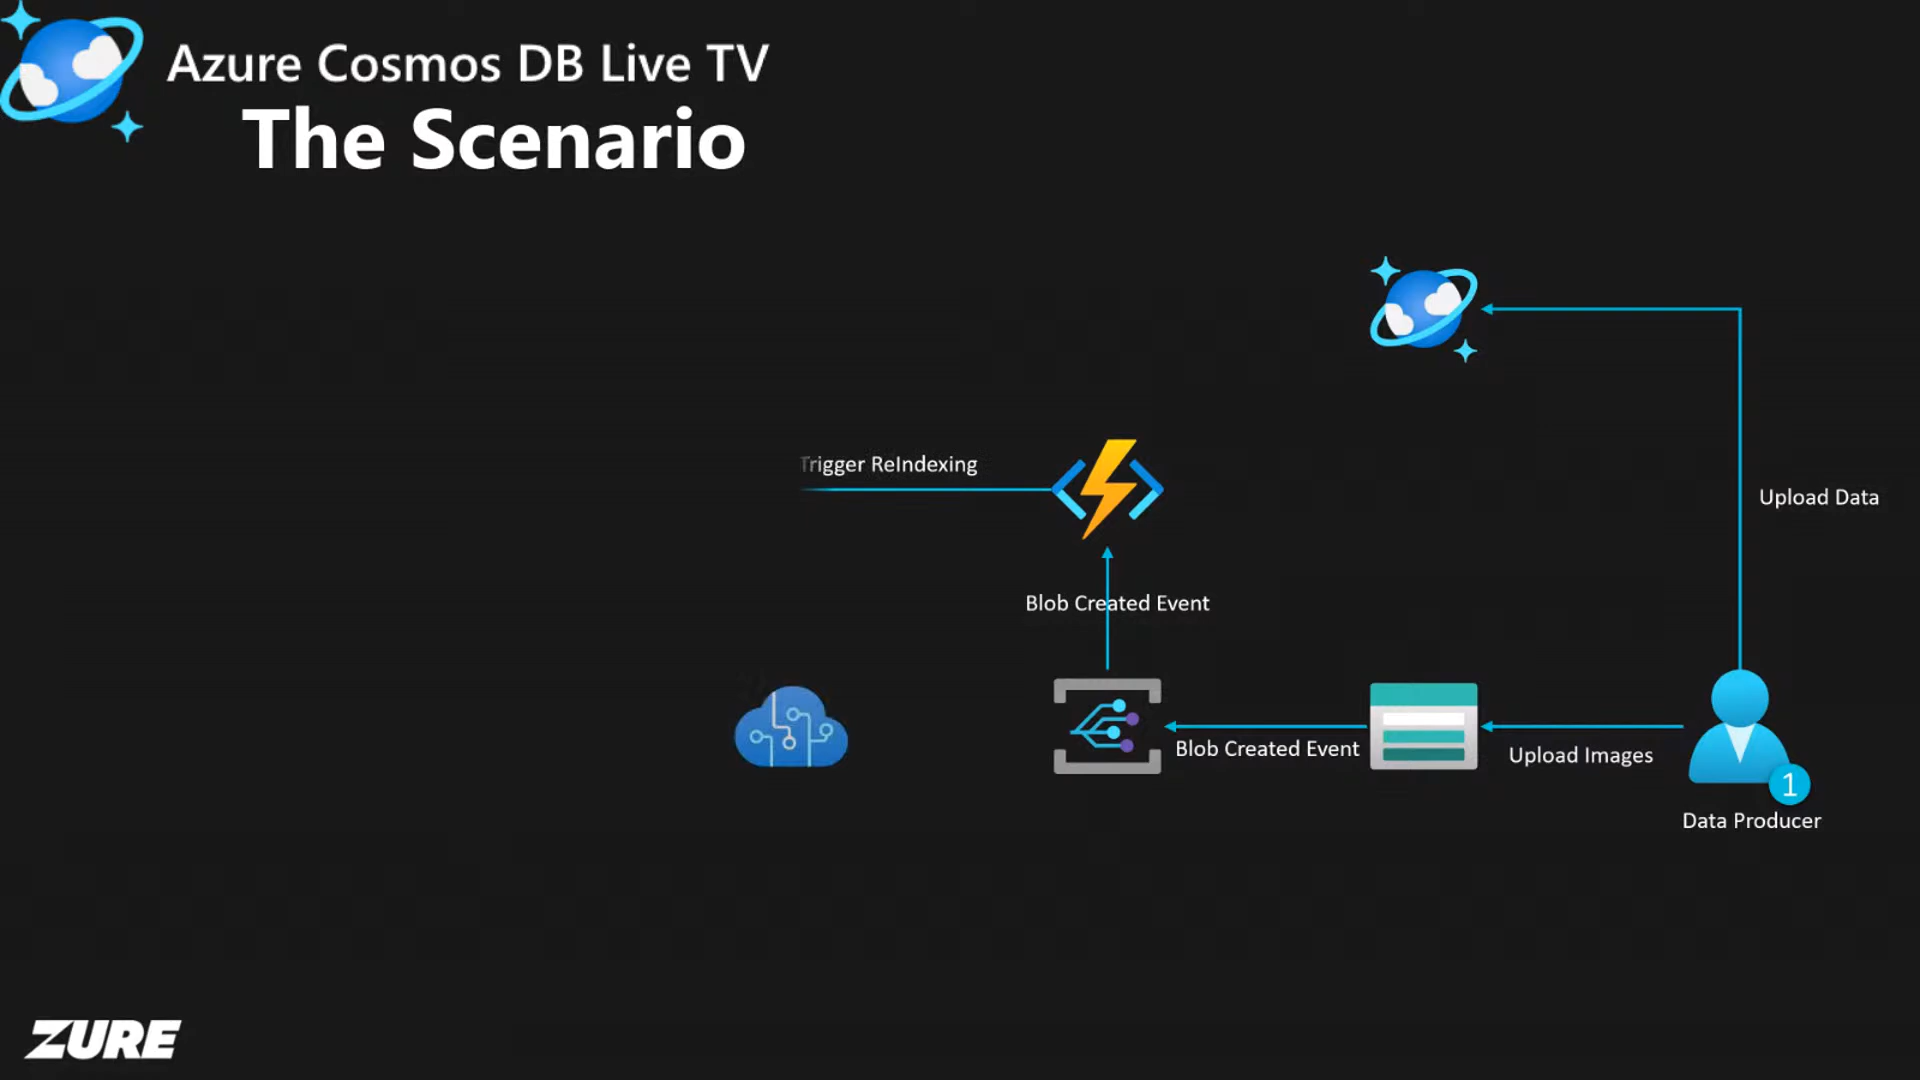 Azure Cosmos DB Live TV
The Scenario
Trigger ReIndexing
Upload Data
Blob Created Event
Blob Created Event
Upload Images
1
Data Producer
ZURE